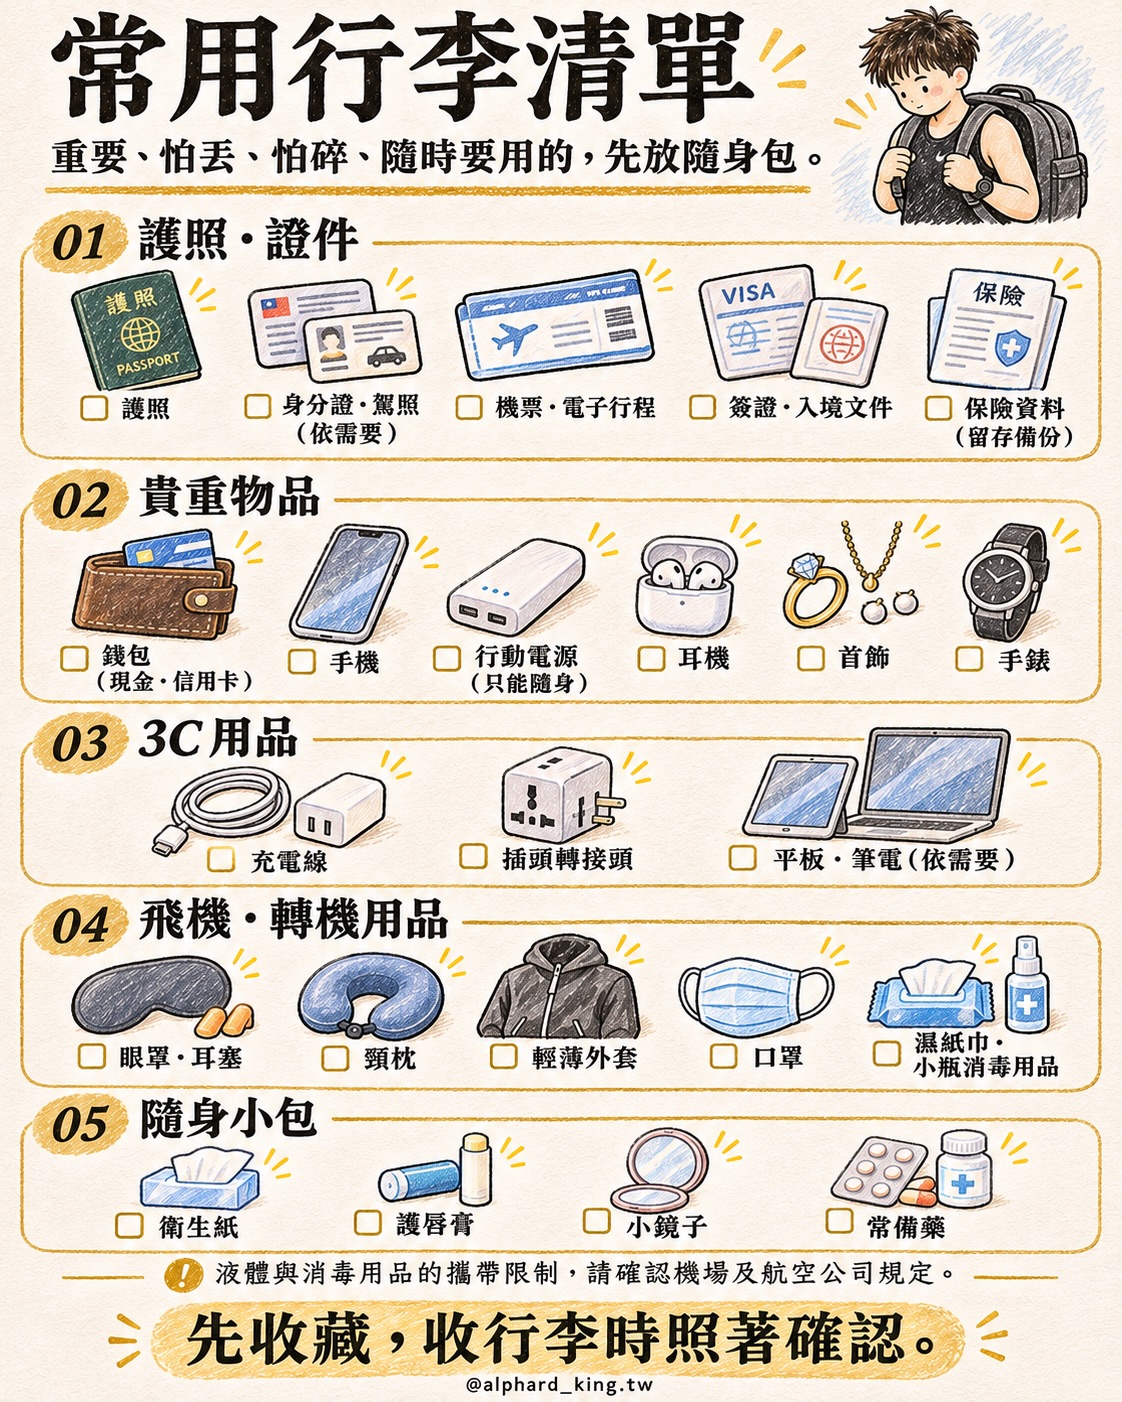 常用行李清單
重要、怕丟、怕碎、隨時要用的，先放隨身包。
01 護照・證件
護照
PASSPORT
VISA
保險
護照
身分證・駕照
（依需要）
機票・電子行程
簽證・入境文件
保險資料
（留存備份）
02 貴重物品
錢包
（現金・信用卡）
手機
行動電源
（只能隨身）
耳機
首飾
手錶
03 3C用品
充電線
插頭轉接頭
平板・筆電（依需要）
04 飛機・轉機用品
眼罩・耳塞
頸枕
輕薄外套
口罩
濕紙巾・
小瓶消毒用品
05 隨身小包
衛生紙
護唇膏
小鏡子
常備藥
! 液體與消毒用品的攜帶限制，請確認機場及航空公司規定。
先收藏，收行李時照著確認。
@alphard_king.tw